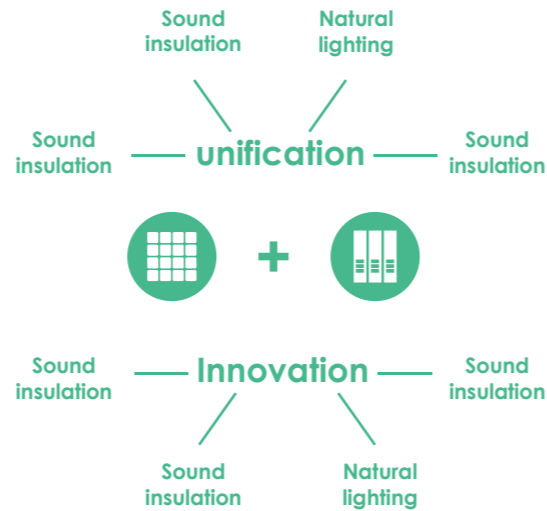 Sound
insulation
Natural
lighting
Sound
insulation
unification
Sound
insulation
+
Sound
insulation
Innovation
Sound
insulation
Sound
insulation
Natural
lighting